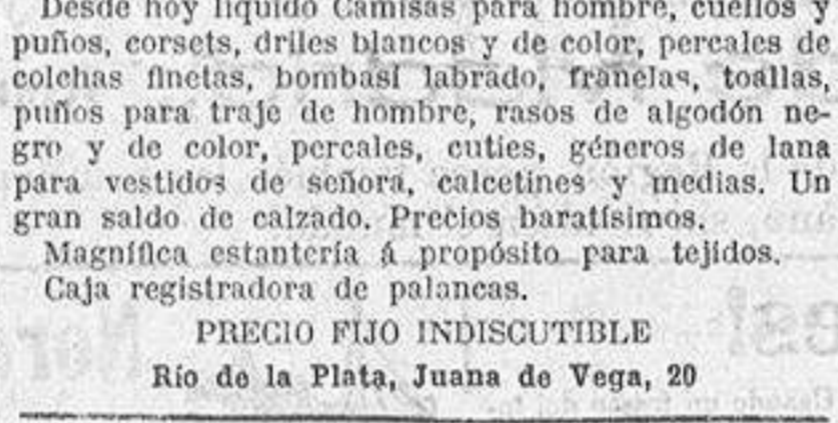 Desde hoy liquido Camisas para hombre, cuellos y
puños, corsets, driles blancos y de color, percales de
colchas finetas, bombasí labrado, franelas, toallas,
puños para traje de hombre, rasos de algodón ne-
gro y de color, percales, cuties, géneros de lana
para vestidos de señora, calcetines y medias. Un
gran saldo de calzado. Precios baratísimos.
Magnífica estantería á propósito para tejidos.
Caja registradora de palancas.
PRECIO FIJO INDISCUTIBLE
Río de la Plata, Juana de Vega, 20